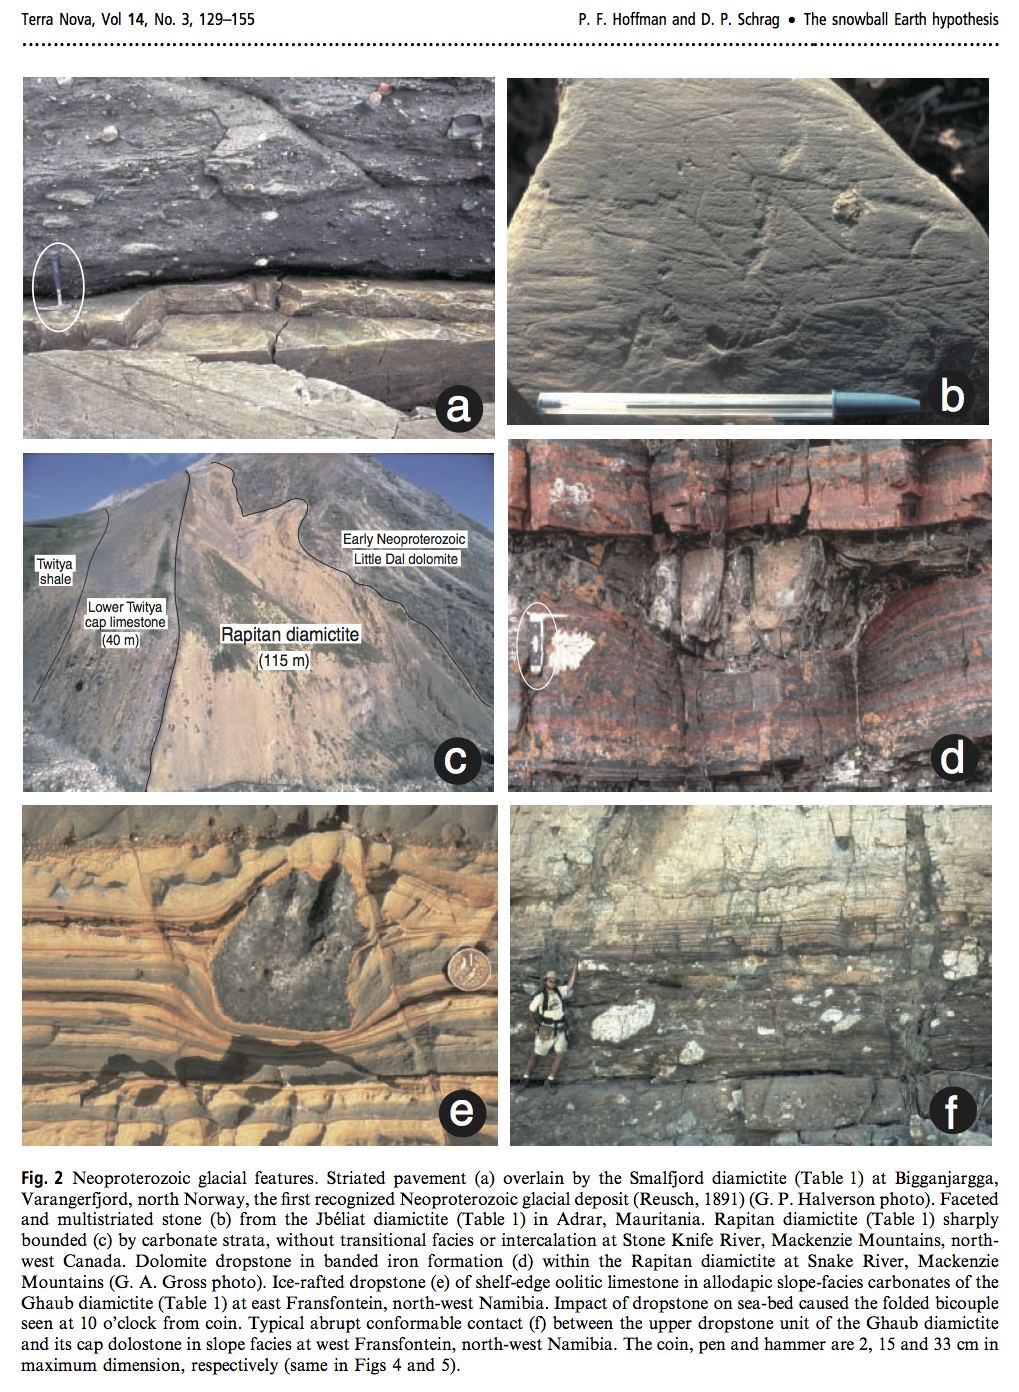 Terra Nova, Vol 14, No. 3, 129–155
P. F. Hoffman and D. P. Schrag • The snowball Earth hypothesis
a
b
Twitya
shale
Lower Twitya
cap limestone
(40 m)
Rapitan diamictite
(115 m)
Early Neoproterozoic
Little Dal dolomite
c
d
e
f
Fig. 2 Neoproterozoic glacial features. Striated pavement (a) overlain by the Smalfjord diamictite (Table 1) at Bigganjargga,
Varangerfjord, north Norway, the first recognized Neoproterozoic glacial deposit (Reusch, 1891) (G. P. Halverson photo). Faceted
and multistriated stone (b) from the Jbéliat diamictite (Table 1) in Adrar, Mauritania. Rapitan diamictite (Table 1) sharply
bounded (c) by carbonate strata, without transitional facies or intercalation at Stone Knife River, Mackenzie Mountains, north-
west Canada. Dolomite dropstone in banded iron formation (d) within the Rapitan diamictite at Snake River, Mackenzie
Mountains (G. A. Gross photo). Ice-rafted dropstone (e) of shelf-edge oolitic limestone in allodapic slope-facies carbonates of the
Ghaub diamictite (Table 1) at east Fransfontein, north-west Namibia. Impact of dropstone on sea-bed caused the folded bicouple
seen at 10 o'clock from coin. Typical abrupt conformable contact (f) between the upper dropstone unit of the Ghaub diamictite
and its cap dolostone in slope facies at west Fransfontein, north-west Namibia. The coin, pen and hammer are 2, 15 and 33 cm in
maximum dimension, respectively (same in Figs 4 and 5).